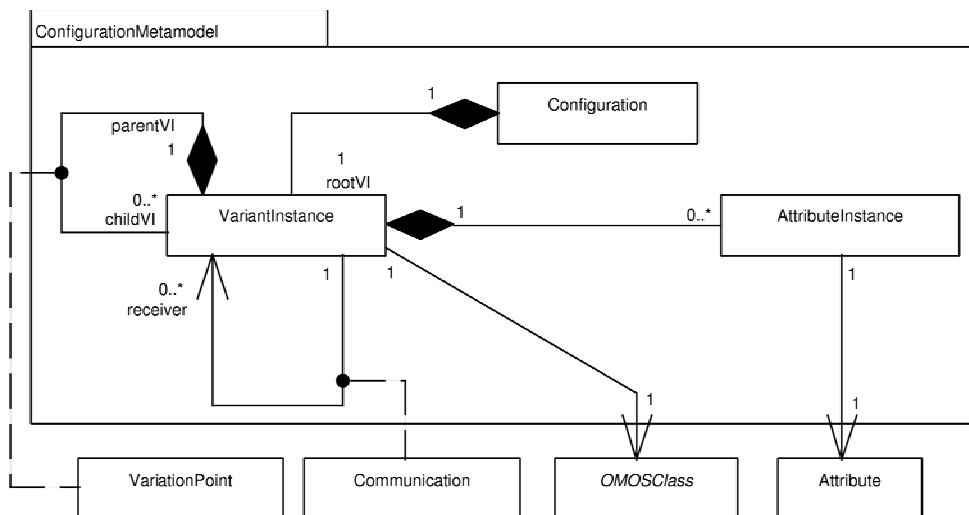 ConfigurationMetamodel
1
Configuration
parentVI
1
1
rootVI
0..*
childVI
VariantInstance
1
0..*
AttributeInstance
0..*
receiver
1
1
1
1
1
VariationPoint
Communication
OMOSClass
Attribute